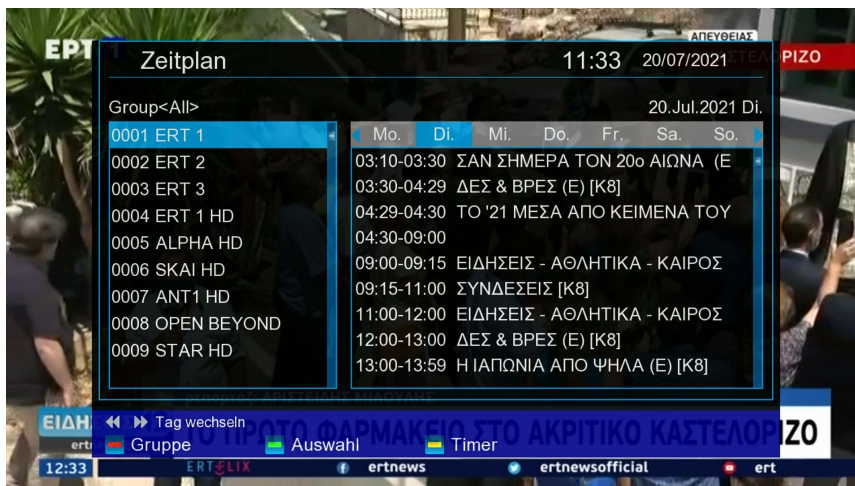 ΕΡΤ 1
ΑΠΕΥΘΕΙΑΣ
ΚΑΣΤΕΛΟΡΙΖΟ
Zeitplan
11:33 20/07/2021
Group<All>
20.Jul.2021 Di.
0001 ERT 1
0002 ERT 2
0003 ERT 3
0004 ERT 1 HD
0005 ALPHA HD
0006 SKAI HD
0007 ANT1 HD
0008 OPEN BEYOND
0009 STAR HD
Mo. Di. Mi. Do. Fr. Sa. So.
03:10-03:30 ΣΑΝ ΣΗΜΕΡΑ ΤΟΝ 20ο ΑΙΩΝΑ (Ε
03:30-04:29 ΔΕΣ & ΒΡΕΣ (Ε) [Κ8]
04:29-04:30 ΤΟ '21 ΜΕΣΑ ΑΠΟ ΚΕΙΜΕΝΑ ΤΟΥ
04:30-09:00
09:00-09:15 ΕΙΔΗΣΕΙΣ - ΑΘΛΗΤΙΚΑ - ΚΑΙΡΟΣ
09:15-11:00 ΣΥΝΔΕΣΕΙΣ [Κ8]
11:00-12:00 ΕΙΔΗΣΕΙΣ - ΑΘΛΗΤΙΚΑ - ΚΑΙΡΟΣ
12:00-13:00 ΔΕΣ & ΒΡΕΣ (Ε) [Κ8]
13:00-13:59 Η ΙΑΠΩΝΙΑ ΑΠΟ ΨΗΛΑ (Ε) [Κ8]
ρεπορτάζ: ΑΡΙΣΤΕΙΔΗΣ ΜΙΑΟΥΛΗΣ
Tag wechseln
Gruppe Auswahl Timer
ΤΟ ΠΡΩΤΟ ΦΑΡΜΑΚΕΙΟ ΣΤΟ ΑΚΡΙΤΙΚΟ ΚΑΣΤΕΛΟΡΙΖΟ
12:33 ERTFLIX ertnews ertnewsofficial ert